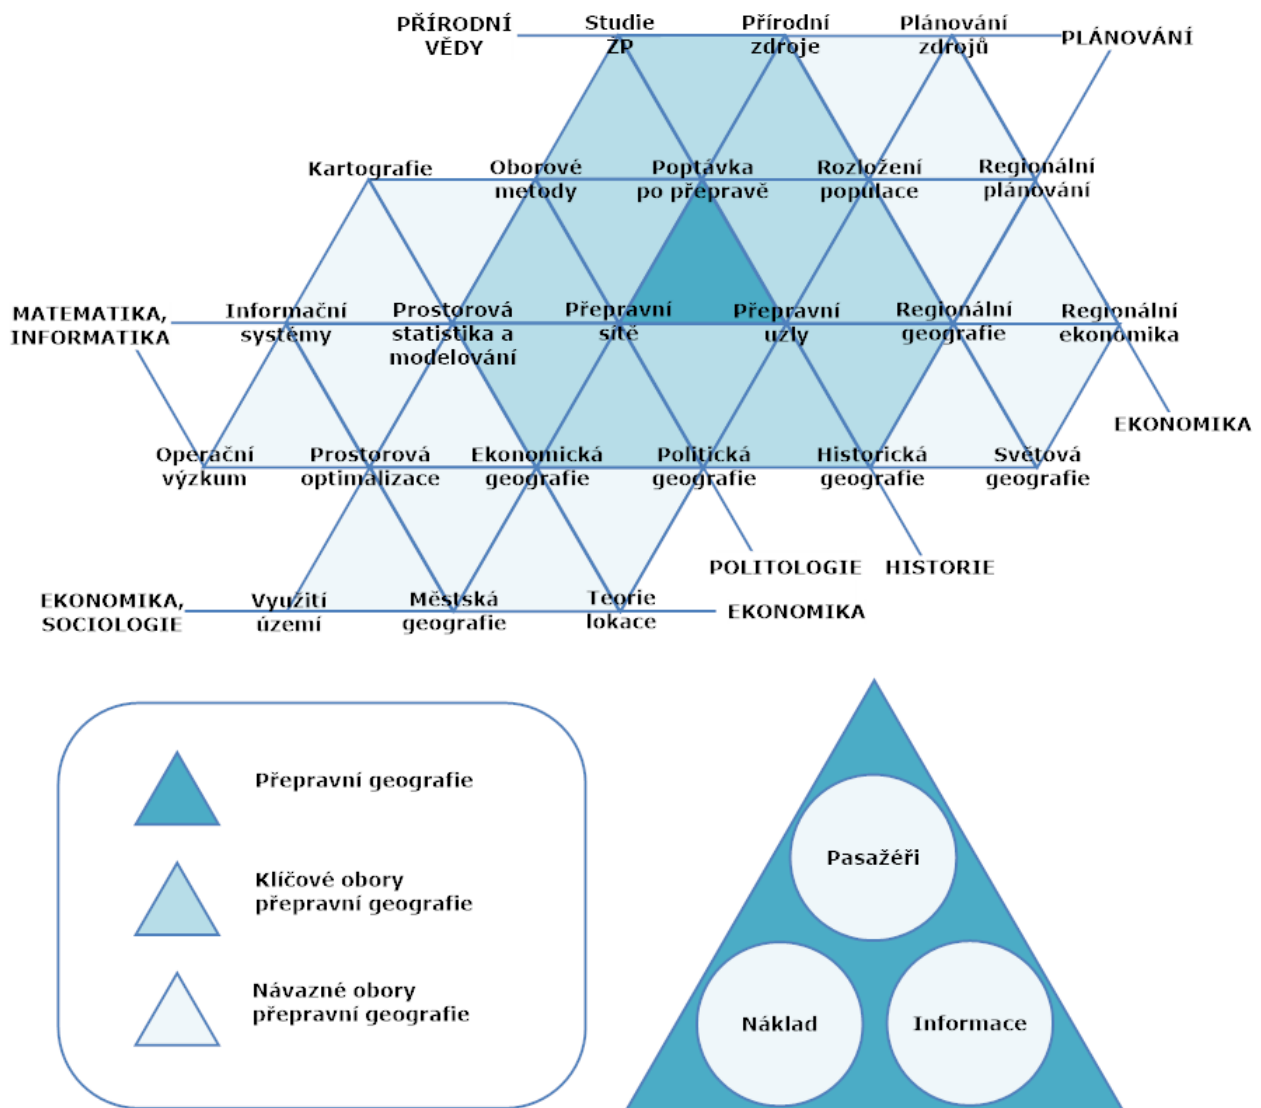 PŘÍRODNÍ
VĚDY
Studie
ŽP
Přírodní
zdroje
Plánování
zdrojů
PLÁNOVÁNÍ
Kartografie
Oborové
metody
Poptávka
po přepravě
Rozložení
populace
Regionální
plánování
MATEMATIKA,
INFORMATIKA
Informační
systémy
Prostorová
statistika a
modelování
Přepravní
sítě
Přepravní
uzly
Regionální
geografie
Regionální
ekonomika
EKONOMIKA
Operační
výzkum
Prostorová
optimalizace
Ekonomická
geografie
Politická
geografie
Historická
geografie
Světová
geografie
POLITOLOGIE
HISTORIE
EKONOMIKA,
SOCIOLOGIE
Využití
území
Městská
geografie
Teorie
lokace
EKONOMIKA
Přepravní geografie
Klíčové obory
přepravní geografie
Návazné obory
přepravní geografie
Pasažéři
Náklad
Informace